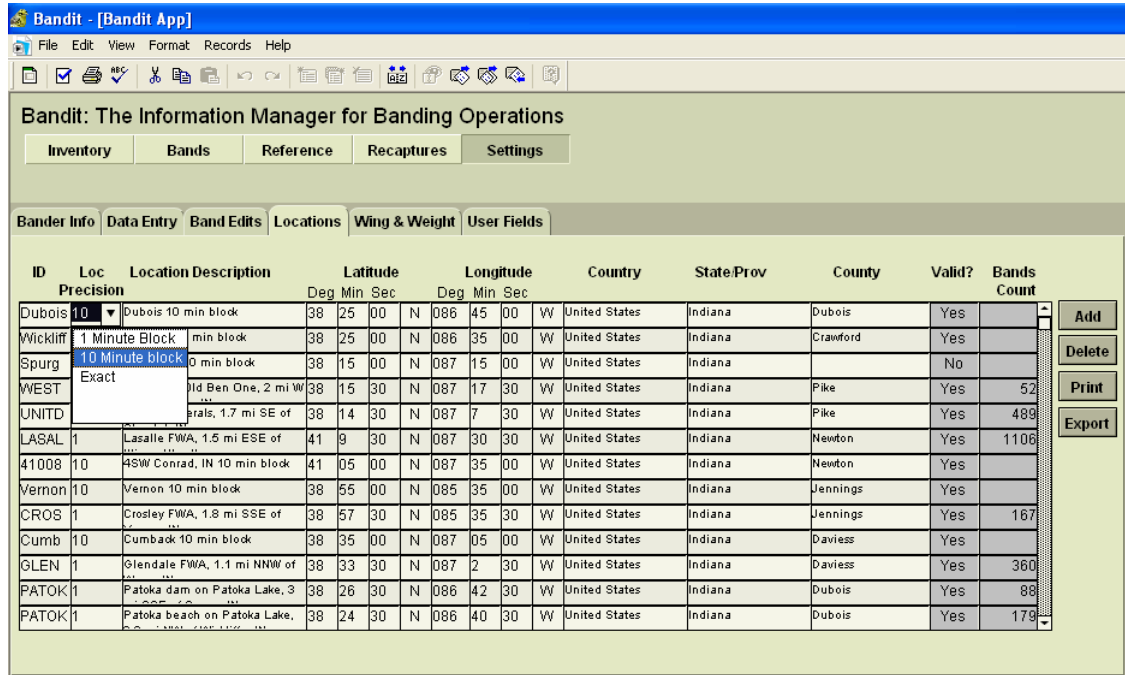 Bandit - [Bandit App]
File Edit View Format Records Help
Bandit: The Information Manager for Banding Operations
Inventory Bands Reference Recaptures Settings
Bander Info Data Entry Band Edits Locations Wing & Weight User Fields
ID Loc Precision Location Description Latitude Longitude Country State/Prov County Valid? Bands Count
Deg Min Sec Deg Min Sec
Dubois 10 Dubois 10 min block 38 25 00 N 086 45 00 W United States Indiana Dubois Yes
Wickliff min block 38 25 00 N 086 35 00 W United States Indiana Crawford Yes
Spurg 0 min block 38 15 00 N 087 15 00 W United States Indiana No
WEST Old Ben One, 2 mi W 38 15 30 N 087 17 30 W United States Indiana Pike Yes 52
UNITD erals, 1.7 mi SE of 38 14 30 N 087 7 30 W United States Indiana Pike Yes 489
LASAL 1 Lasalle FWA, 1.5 mi ESE of 41 9 30 N 087 30 30 W United States Indiana Newton Yes 1106
41008 10 4SW Conrad, IN 10 min block 41 05 00 N 087 35 00 W United States Indiana Newton Yes
Vernon 10 Vernon 10 min block 38 55 00 N 085 35 00 W United States Indiana Jennings Yes
CROS 1 Crosley FWA, 1.8 mi SSE of 38 57 30 N 085 35 30 W United States Indiana Jennings Yes 167
Cumb 10 Cumback 10 min block 38 35 00 N 087 05 00 W United States Indiana Daviess Yes
GLEN 1 Glendale FWA, 1.1 mi NNW of 38 33 30 N 087 2 30 W United States Indiana Daviess Yes 360
PATOK 1 Patoka dam on Patoka Lake, 3 38 26 30 N 086 42 30 W United States Indiana Dubois Yes 88
PATOK 1 Patoka beach on Patoka Lake, 38 24 30 N 086 40 30 W United States Indiana Dubois Yes 179
1 Minute Block
10 Minute block
Exact
Add
Delete
Print
Export